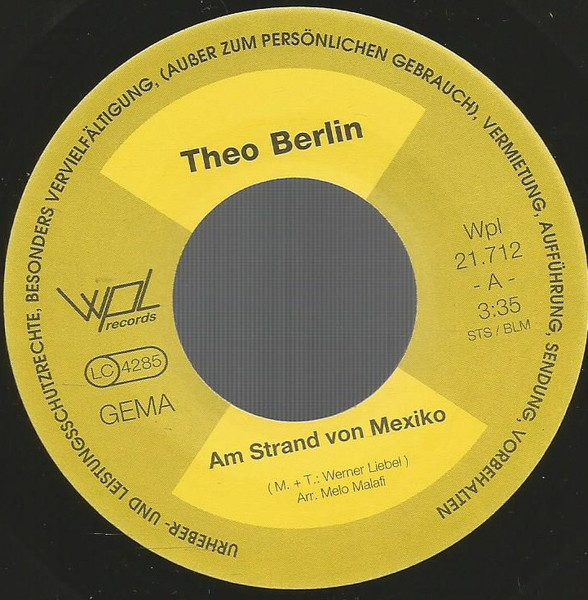 URHEBER- UND LEISTUNGSSCHUTZRECHTE, BESONDERS VERVIELFÄLTIGUNG, (AUẞER ZUM PERSÖNLICHEN GEBRAUCH), VERMIETUNG, AUFFÜHRUNG, SENDUNG, VORBEHALTEN
Theo Berlin
wpl
records
LC 4285
GEMA
Wpl
21.712
- A -
3:35
STS / BLM
Am Strand von Mexiko
( M. + T.: Werner Liebel )
Arr. Melo Malafi